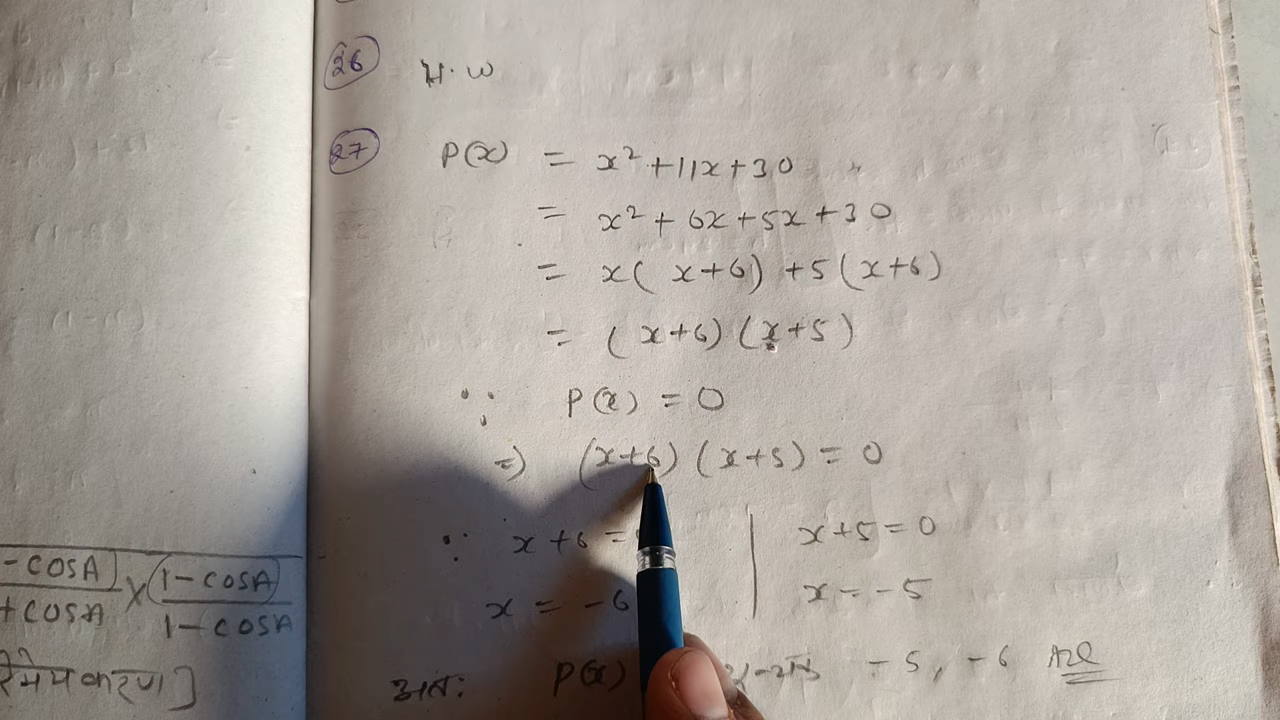 26 H.W
27 P(x) = x² + 11x + 30
= x² + 6x + 5x + 30
= x( x+6) + 5 (x+6)
= ( x+6) (x+5)
∵ P(x) = 0
⇒ (x+6) (x+5) = 0
∵ x + 6 =
x + 5 = 0
x = - 6
x = - 5
अतः P(x) - 5, - 6
- COSA
+ COSA
×
1 - COSA
1 - COSA